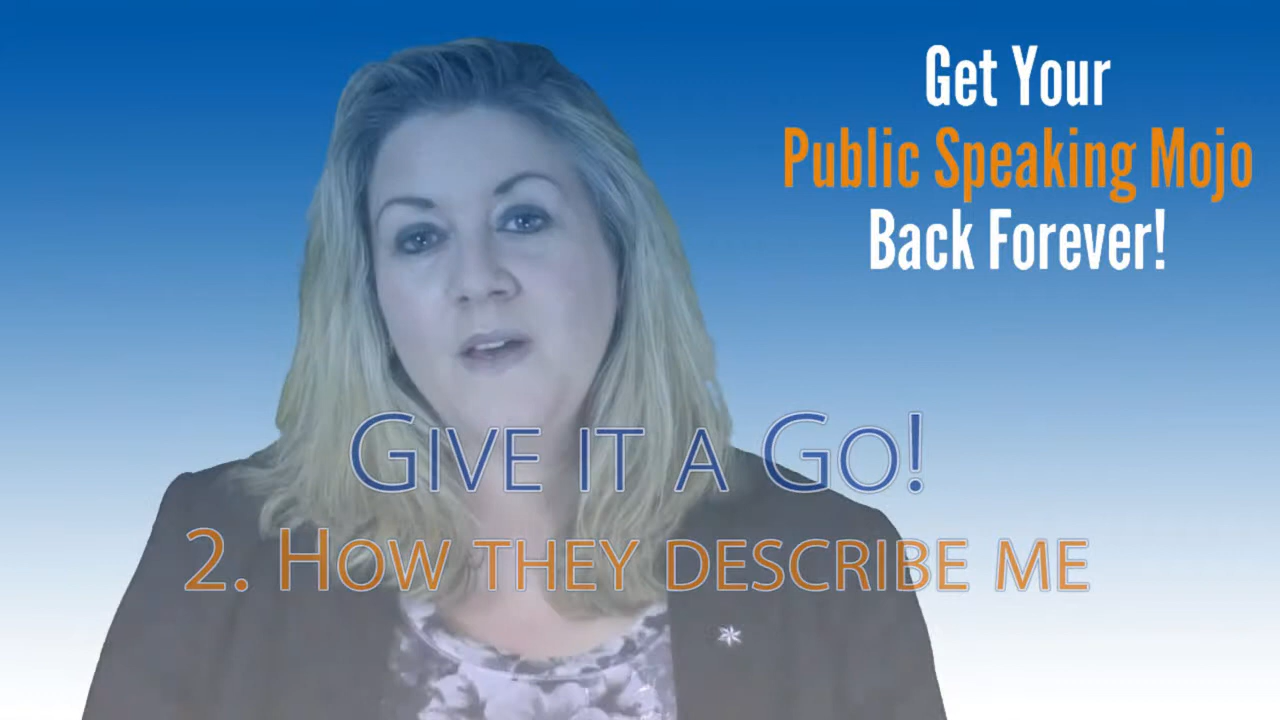 Get Your
Public Speaking Mojo
Back Forever!
Give it a Go!
2. How they describe me